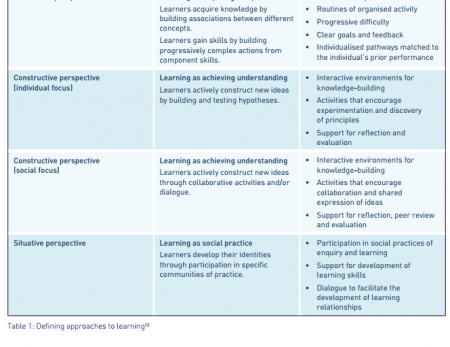 Learners acquire knowledge by
building associations between different
concepts.
Learners gain skills by building
progressively complex actions from
component skills.
• Routines of organised activity
• Progressive difficulty
• Clear goals and feedback
• Individualised pathways matched to
the individual's prior performance
Constructive perspective
(individual focus)
Learning as achieving understanding
Learners actively construct new ideas
by building and testing hypotheses.
• Interactive environments for
knowledge-building
• Activities that encourage
experimentation and discovery
of principles
• Support for reflection and
evaluation
Constructive perspective
(social focus)
Learning as achieving understanding
Learners actively construct new ideas
through collaborative activities and/or
dialogue.
• Interactive environments for
knowledge-building
• Activities that encourage
collaboration and shared
expression of ideas
• Support for reflection, peer review
and evaluation
Situative perspective
Learning as social practice
Learners develop their identities
through participation in specific
communities of practice.
• Participation in social practices of
enquiry and learning
• Support for development of
learning skills
• Dialogue to facilitate the
development of learning
relationships
Table 1: Defining approaches to learning